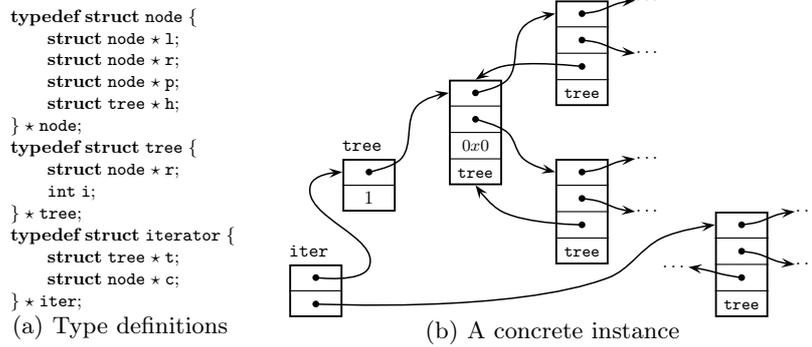 typedef struct node {
struct node ⋆ l;
struct node ⋆ r;
struct node ⋆ p;
struct tree ⋆ h;
} ⋆ node;
typedef struct tree {
struct node ⋆ r;
int i;
} ⋆ tree;
typedef struct iterator {
struct tree ⋆ t;
struct node ⋆ c;
} ⋆ iter;
(a) Type definitions
...
...
tree
0x0
tree
tree
1
...
...
tree
iter
...
...
...
tree
(b) A concrete instance